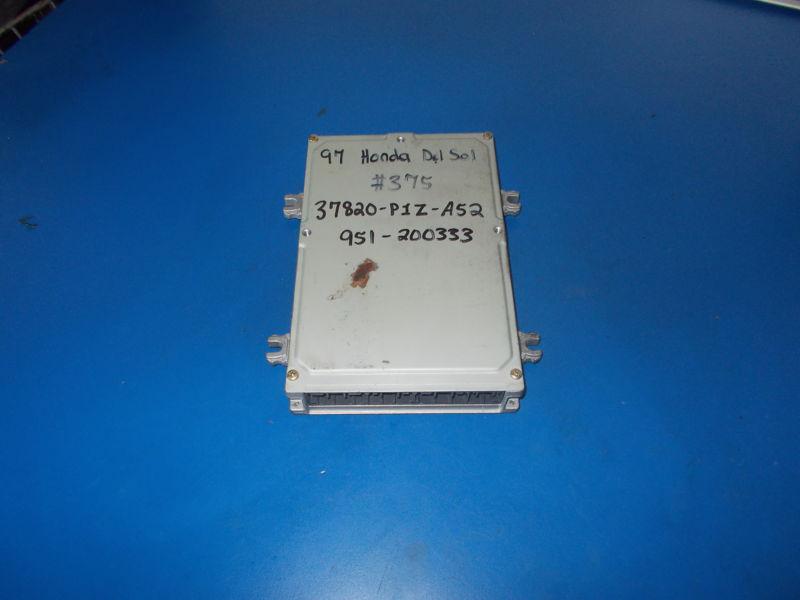 97 Honda Del Sol
#375
37820-P1Z-A52
951-200333